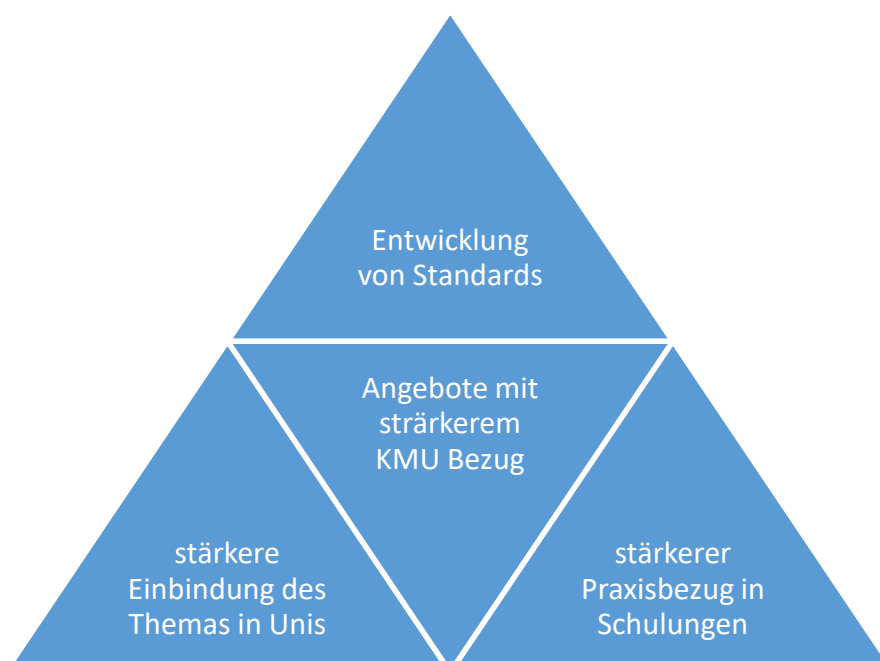 Entwicklung
von Standards
Angebote mit
strärkerem
KMU Bezug
stärkere
Einbindung des
Themas in Unis
stärkerer
Praxisbezug in
Schulungen